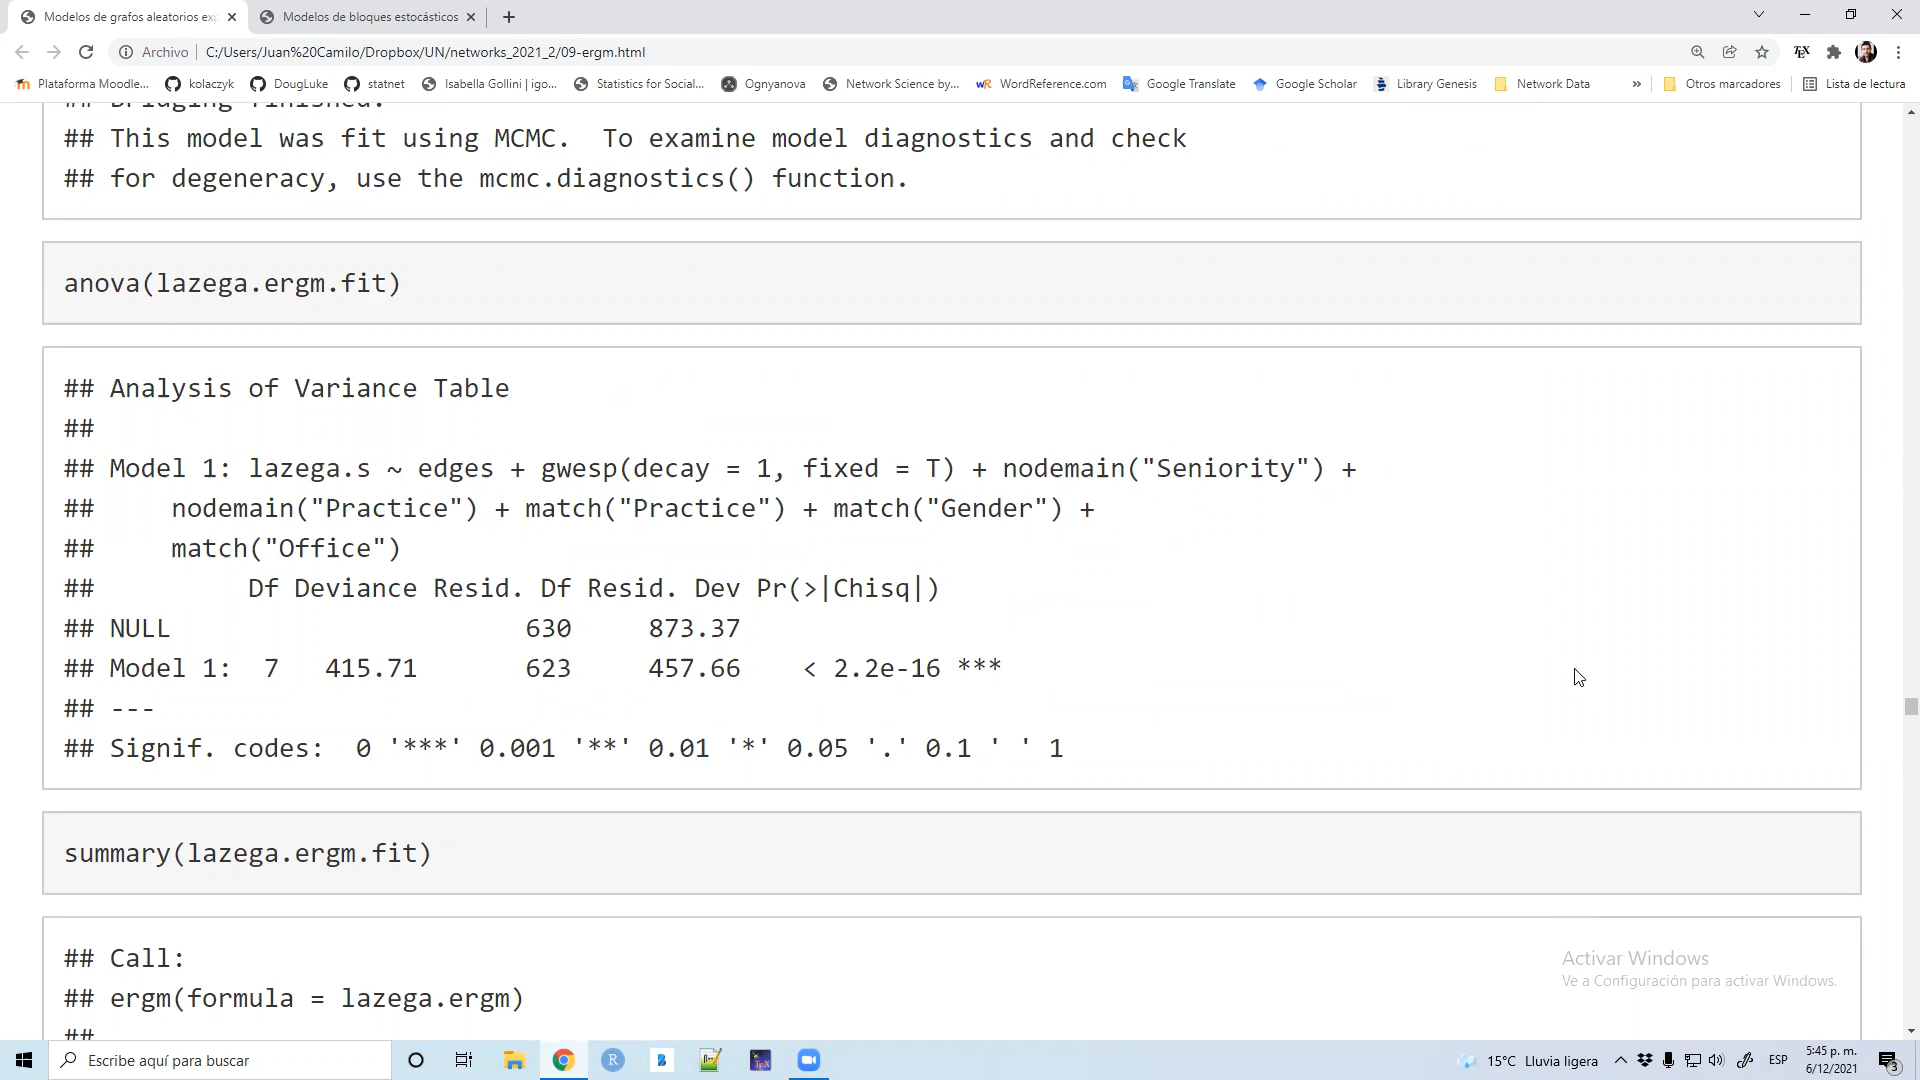 Modelos de grafos aleatorios exp
Modelos de bloques estocásticos
Archivo
C:/Users/Juan%20Camilo/Dropbox/UN/networks_2021_2/09-ergm.html
Plataforma Moodle...
kolaczyk
DougLuke
statnet
Isabella Gollini | igo...
Statistics for Social...
Ognyanova
Network Science by...
WordReference.com
Google Translate
Google Scholar
Library Genesis
Network Data
»
Otros marcadores
Lista de lectura
## Bridging finished.
## This model was fit using MCMC.  To examine model diagnostics and check
## for degeneracy, use the mcmc.diagnostics() function.
anova(lazega.ergm.fit)
## Analysis of Variance Table
##
## Model 1: lazega.s ~ edges + gwesp(decay = 1, fixed = T) + nodemain("Seniority") +
##     nodemain("Practice") + match("Practice") + match("Gender") +
##     match("Office")
##          Df Deviance Resid. Df Resid. Dev Pr(>|Chisq|)
## NULL                       630     873.37
## Model 1:  7   415.71       623     457.66    < 2.2e-16 ***
## ---
## Signif. codes:  0 '***' 0.001 '**' 0.01 '*' 0.05 '.' 0.1 ' ' 1
summary(lazega.ergm.fit)
## Call:
## ergm(formula = lazega.ergm)
##
Activar Windows
Ve a Configuración para activar Windows.
Escribe aquí para buscar
15°C Lluvia ligera
ESP
5:45 p. m.
6/12/2021
3